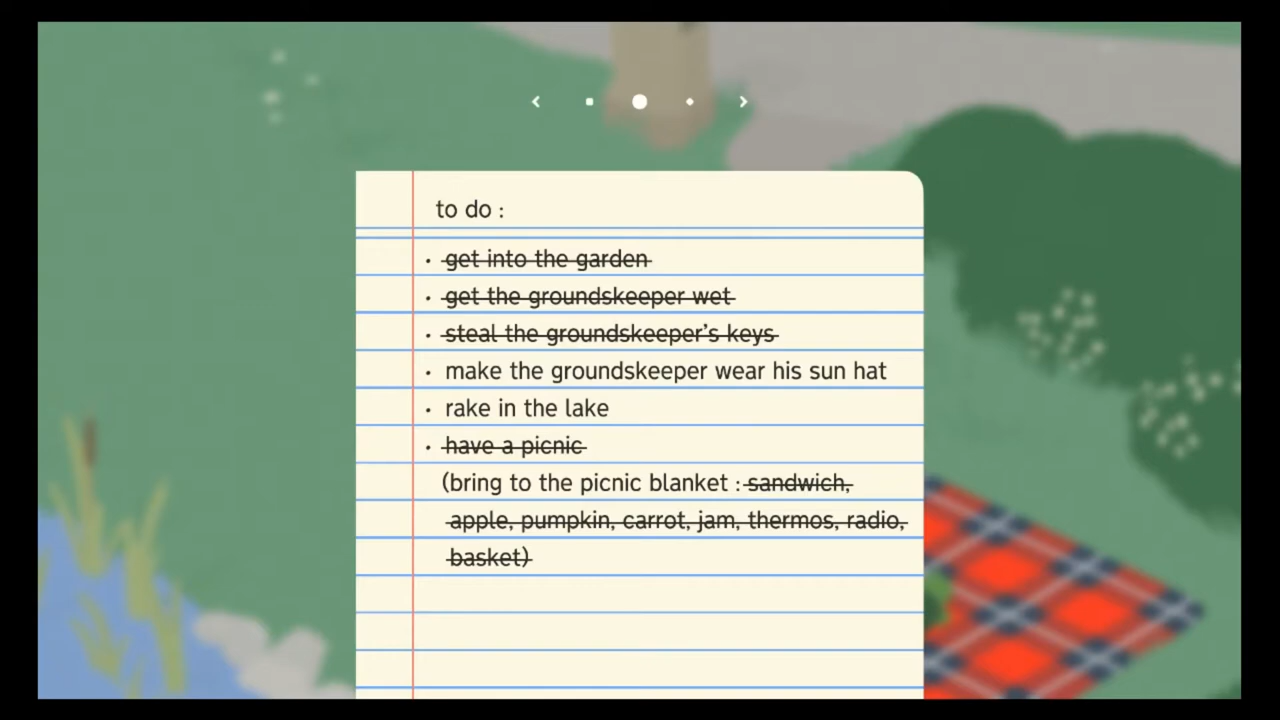 to do :
• get into the garden
• get the groundskeeper wet
• steal the groundskeeper’s keys
• make the groundskeeper wear his sun hat
• rake in the lake
• have a picnic
(bring to the picnic blanket : sandwich,
apple, pumpkin, carrot, jam, thermos, radio,
basket)